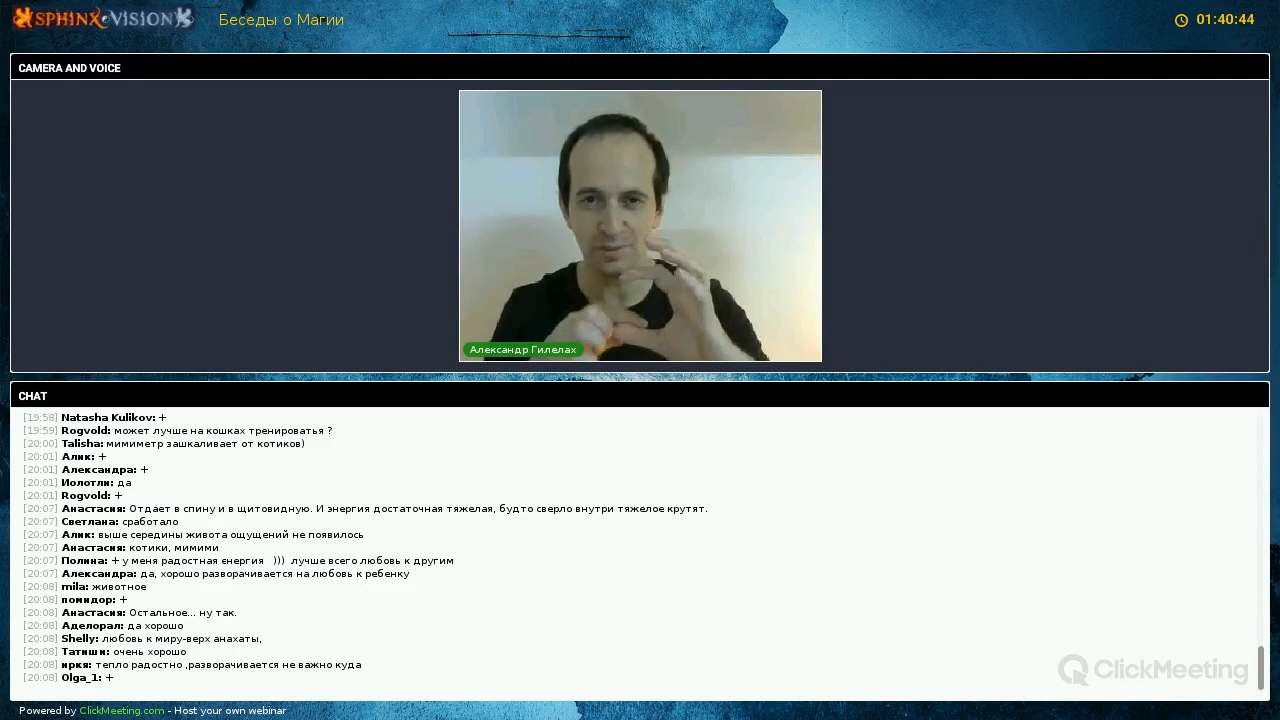 SPHINX VISION
Беседы о Магии
01:40:44
CAMERA AND VOICE
Александр Гилелах
CHAT
[19:58] Natasha Kulikov: +
[19:59] Rogvold: может лучше на кошках тренироватья ?
[20:00] Talisha: мимиметр зашкаливает от котиков)
[20:01] Алик: +
[20:01] Александра: +
[20:01] Иолотли: да
[20:01] Rogvold: +
[20:07] Анастасия: Отдает в спину и в щитовидную. И энергия достаточная тяжелая, будто сверло внутри тяжелое крутят.
[20:07] Светлана: сработало
[20:07] Алик: выше середины живота ощущений не появилось
[20:07] Анастасия: котики, мимими
[20:07] Полина: + у меня радостная енергия ))) лучше всего любовь к другим
[20:07] Александра: да, хорошо разворачивается на любовь к ребенку
[20:08] mila: животное
[20:08] помидор: +
[20:08] Анастасия: Остальное... ну так.
[20:08] Аделорал: да хорошо
[20:08] Shelly: любовь к миру-верх анахаты,
[20:08] Татиши: очень хорошо
[20:08] иркя: тепло радостно ,разворачивается не важно куда
[20:08] Olga_1: +
ClickMeeting
Powered by ClickMeeting.com - Host your own webinar